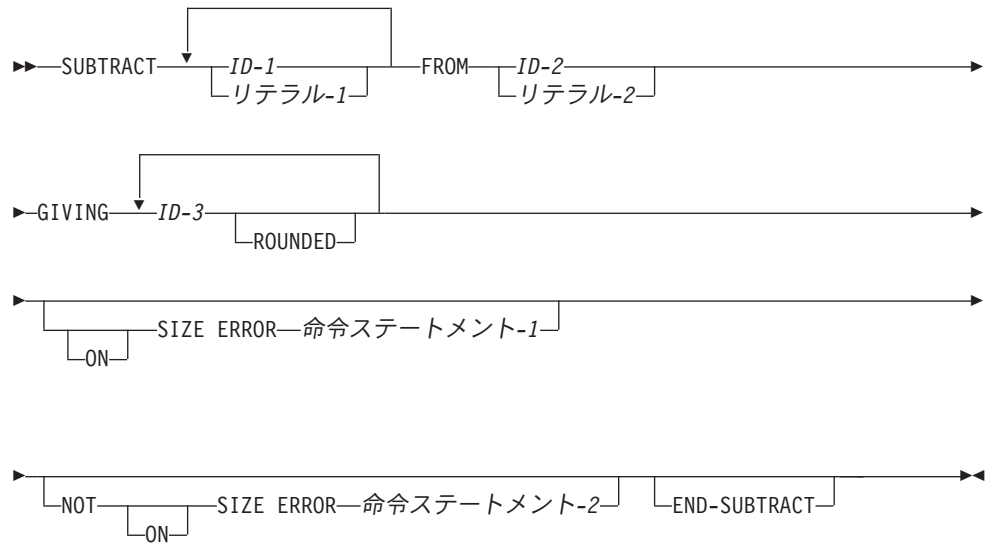 SUBTRACT ID-1 FROM ID-2
リテラル-1 リテラル-2
GIVING ID-3
ROUNDED
SIZE ERROR 命令ステートメント-1
ON
NOT SIZE ERROR 命令ステートメント-2 END-SUBTRACT
ON